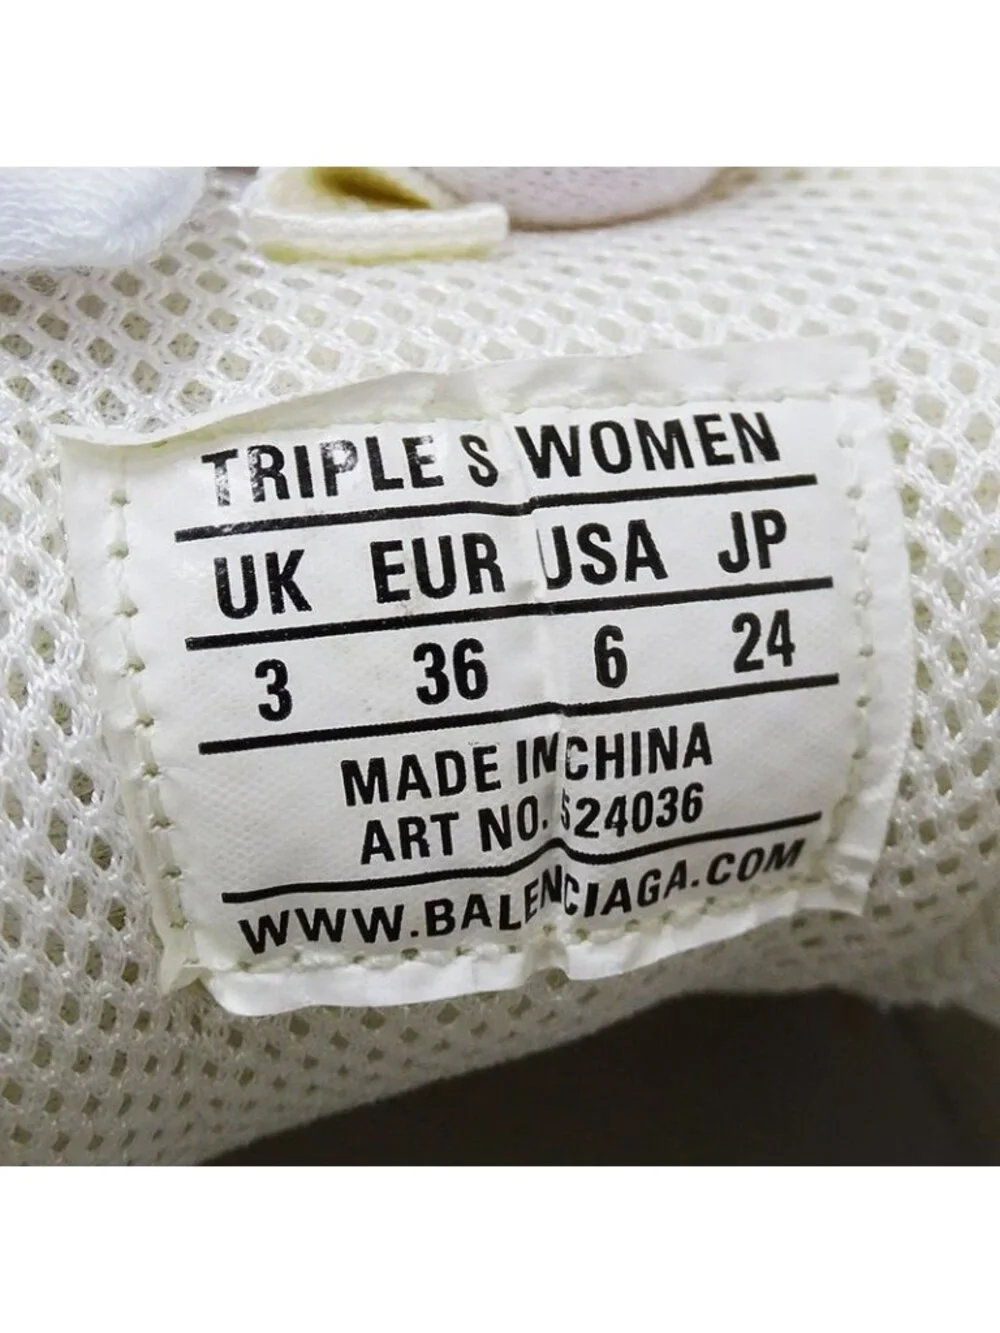 TRIPLE S WOMEN
UK EUR USA JP
3 36 6 24
MADE IN CHINA
ART NO. 524036
WWW.BALENCIAGA.COM